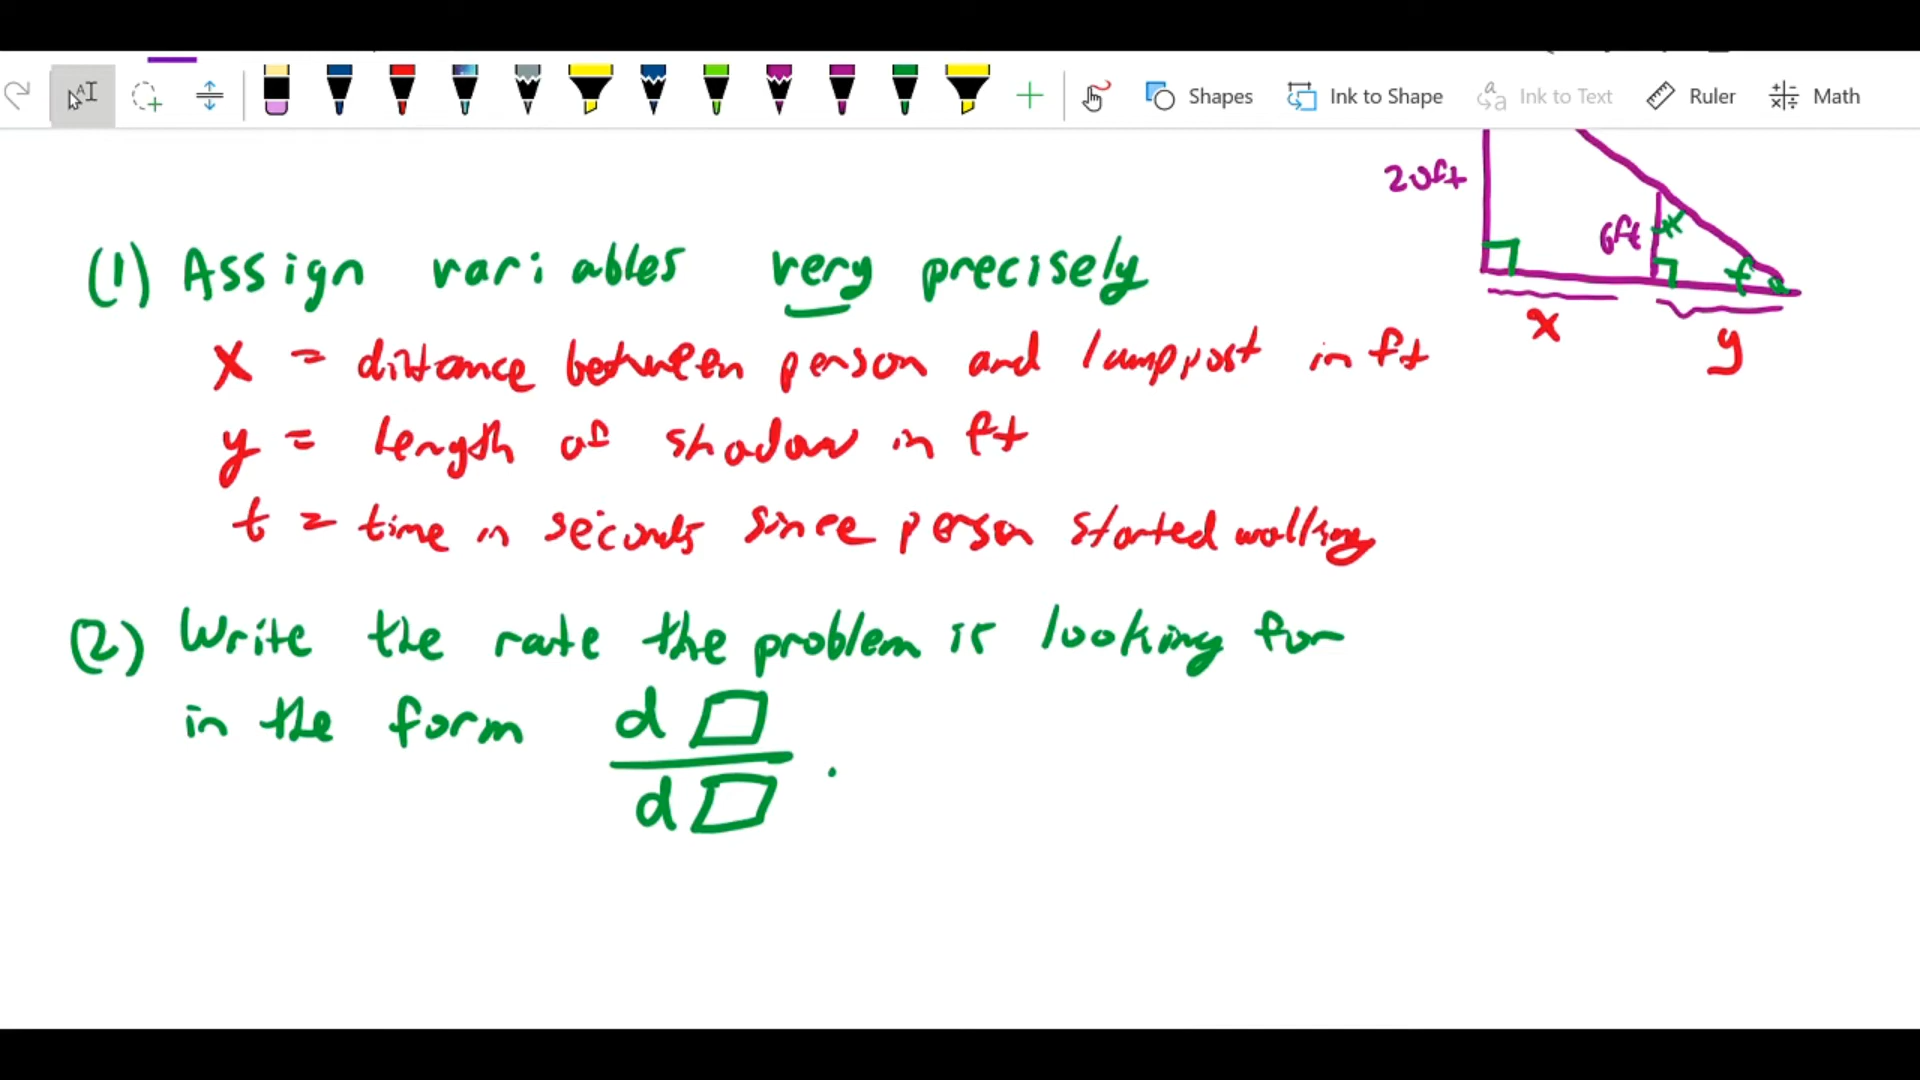 Shapes Ink to Shape Ink to Text Ruler Math
20ft
6ft
x
y
(1) Assign variables very precisely
x = distance between person and lamppost in ft
y = length of shadow in ft
t = time in seconds since person started walking
(2) Write the rate the problem is looking for
in the form d□
d□ .